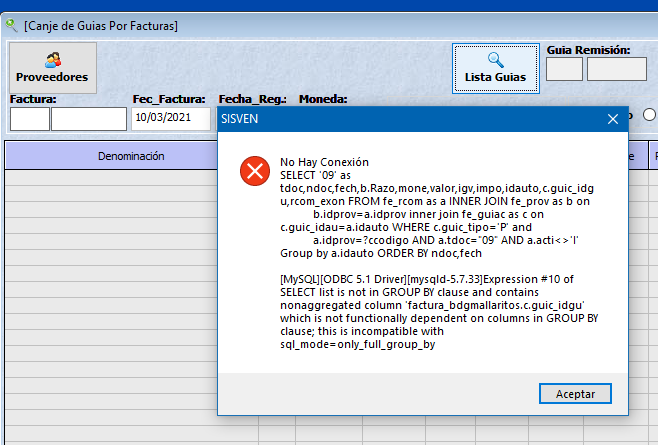 [Canje de Guias Por Facturas]
Proveedores
Lista Guias
Guia Remisión:
Factura:
Fec_Factura:
Fecha_Reg.:
Moneda:
10/03/2021
SISVEN
Denominación
No Hay Conexión
SELECT '09' as
tdoc,ndoc,fech,b.Razo,mone,valor,igv,impo,idauto,c.guic_idg
u,rcom_exon FROM fe_rcom as a INNER JOIN fe_prov as b on
b.idprov=a.idprov inner join fe_guiac as c on
c.guic_idau=a.idauto WHERE c.guic_tipo='P' and
a.idprov=?ccodigo AND a.tdoc="09" AND a.acti<>'I'
Group by a.idauto ORDER BY ndoc,fech
[MySQL][ODBC 5.1 Driver][mysqld-5.7.33]Expression #10 of
SELECT list is not in GROUP BY clause and contains
nonaggregated column 'factura_bdgmallaritos.c.guic_idgu'
which is not functionally dependent on columns in GROUP BY
clause; this is incompatible with
sql_mode=only_full_group_by
Aceptar